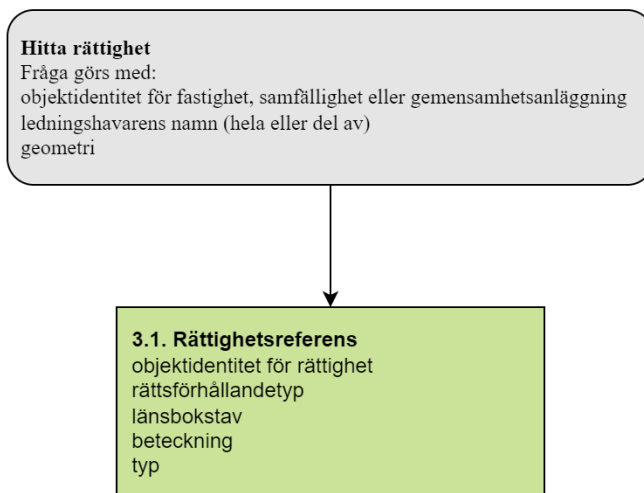 Hitta rättighet
Fråga görs med:
objektidentitet för fastighet, samfällighet eller gemensamhetsanläggning
ledningshavarens namn (hela eller del av)
geometri
3.1. Rättighetsreferens
objektidentitet för rättighet
rättsförhållandetyp
länsbokstav
beteckning
typ